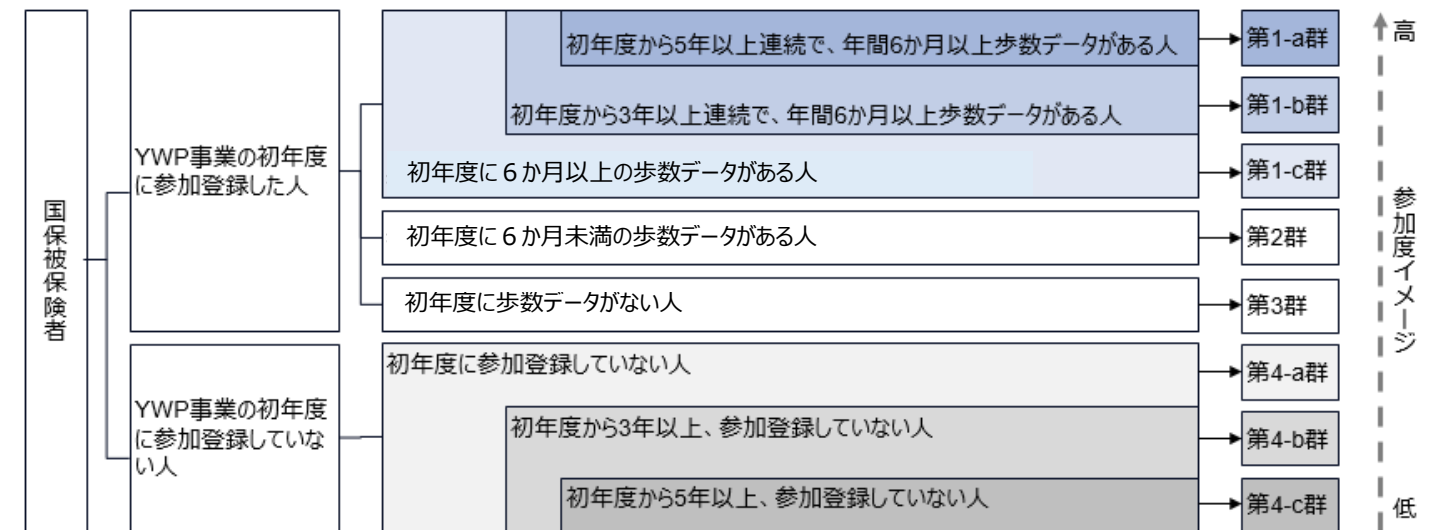 国保被保険者
YWP事業の初年度
に参加登録した人
初年度から5年以上連続で、年間6か月以上歩数データがある人
第1-a群
初年度から3年以上連続で、年間6か月以上歩数データがある人
第1-b群
初年度に６か月以上の歩数データがある人
第1-c群
初年度に６か月未満の歩数データがある人
第2群
初年度に歩数データがない人
第3群
YWP事業の初年度
に参加登録していな
い人
初年度に参加登録していない人
第4-a群
初年度から3年以上、参加登録していない人
第4-b群
初年度から5年以上、参加登録していない人
第4-c群
高
参加度イメージ
低